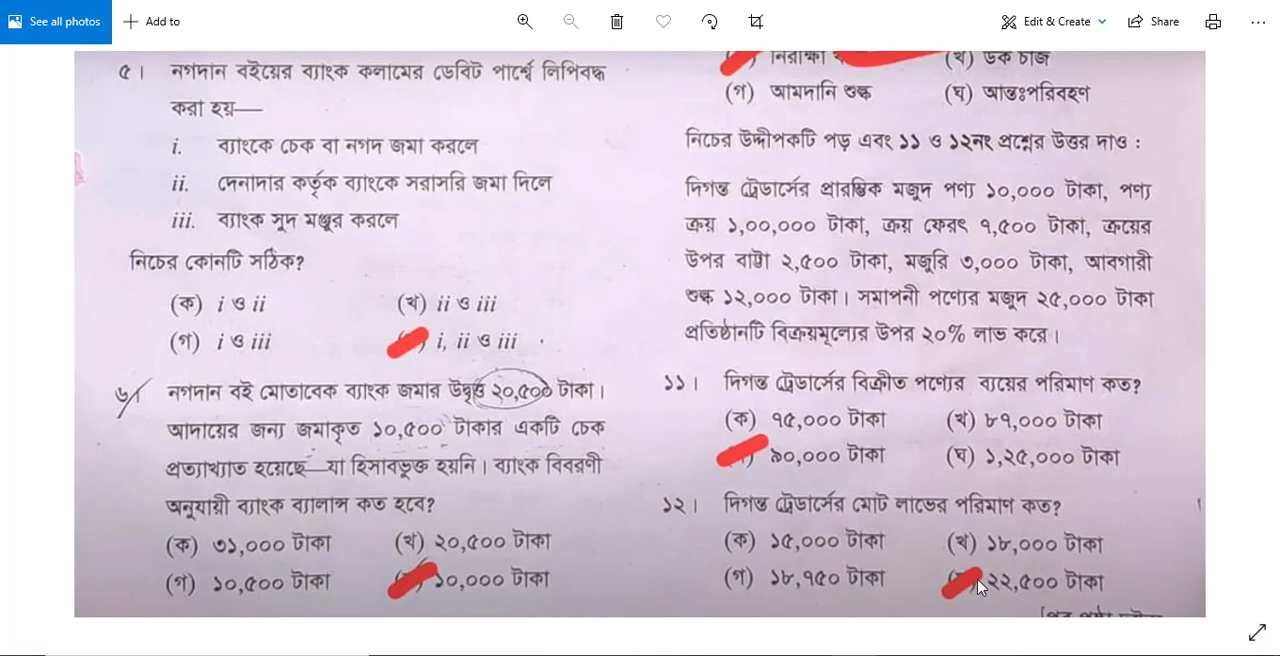 See all photos
Add to
Edit & Create
Share
৫। নগদান বইয়ের ব্যাংক কলামের ডেবিট পার্শ্বে লিপিবদ্ধ
করা হয়—
i. ব্যাংকে চেক বা নগদ জমা করলে
ii. দেনাদার কর্তৃক ব্যাংকে সরাসরি জমা দিলে
iii. ব্যাংক সুদ মঞ্জুর করলে
নিচের কোনটি সঠিক?
(ক) i ও ii
(খ) ii ও iii
(গ) i ও iii
i, ii ও iii
৬। নগদান বই মোতাবেক ব্যাংক জমার উদ্বৃত্ত ২০,৫০০ টাকা।
আদায়ের জন্য জমাকৃত ১০,৫০০ টাকার একটি চেক
প্রত্যাখ্যাত হয়েছে—যা হিসাবভুক্ত হয়নি। ব্যাংক বিবরণী
অনুযায়ী ব্যাংক ব্যালান্স কত হবে?
(ক) ৩১,০০০ টাকা
(খ) ২০,৫০০ টাকা
(গ) ১০,৫০০ টাকা
১০,০০০ টাকা
(খ) ডক চার্জ
(গ) আমদানি শুল্ক
(ঘ) আন্তঃপরিবহণ
নিচের উদ্দীপকটি পড় এবং ১১ ও ১২নং প্রশ্নের উত্তর দাও :
দিগন্ত ট্রেডার্সের প্রারম্ভিক মজুদ পণ্য ১০,০০০ টাকা, পণ্য
ক্রয় ১,০০,০০০ টাকা, ক্রয় ফেরৎ ৭,৫০০ টাকা, ক্রয়ের
উপর বাট্টা ২,৫০০ টাকা, মজুরি ৩,০০০ টাকা, আবগারী
শুল্ক ১২,০০০ টাকা। সমাপনী পণ্যের মজুদ ২৫,০০০ টাকা
প্রতিষ্ঠানটি বিক্রয়মূল্যের উপর ২০% লাভ করে।
১১। দিগন্ত ট্রেডার্সের বিক্রীত পণ্যের ব্যয়ের পরিমাণ কত?
(ক) ৭৫,০০০ টাকা
(খ) ৮৭,০০০ টাকা
৯০,০০০ টাকা
(ঘ) ১,২৫,০০০ টাকা
১২। দিগন্ত ট্রেডার্সের মোট লাভের পরিমাণ কত?
(ক) ১৫,০০০ টাকা
(খ) ১৮,০০০ টাকা
(গ) ১৮,৭৫০ টাকা
২২,৫০০ টাকা